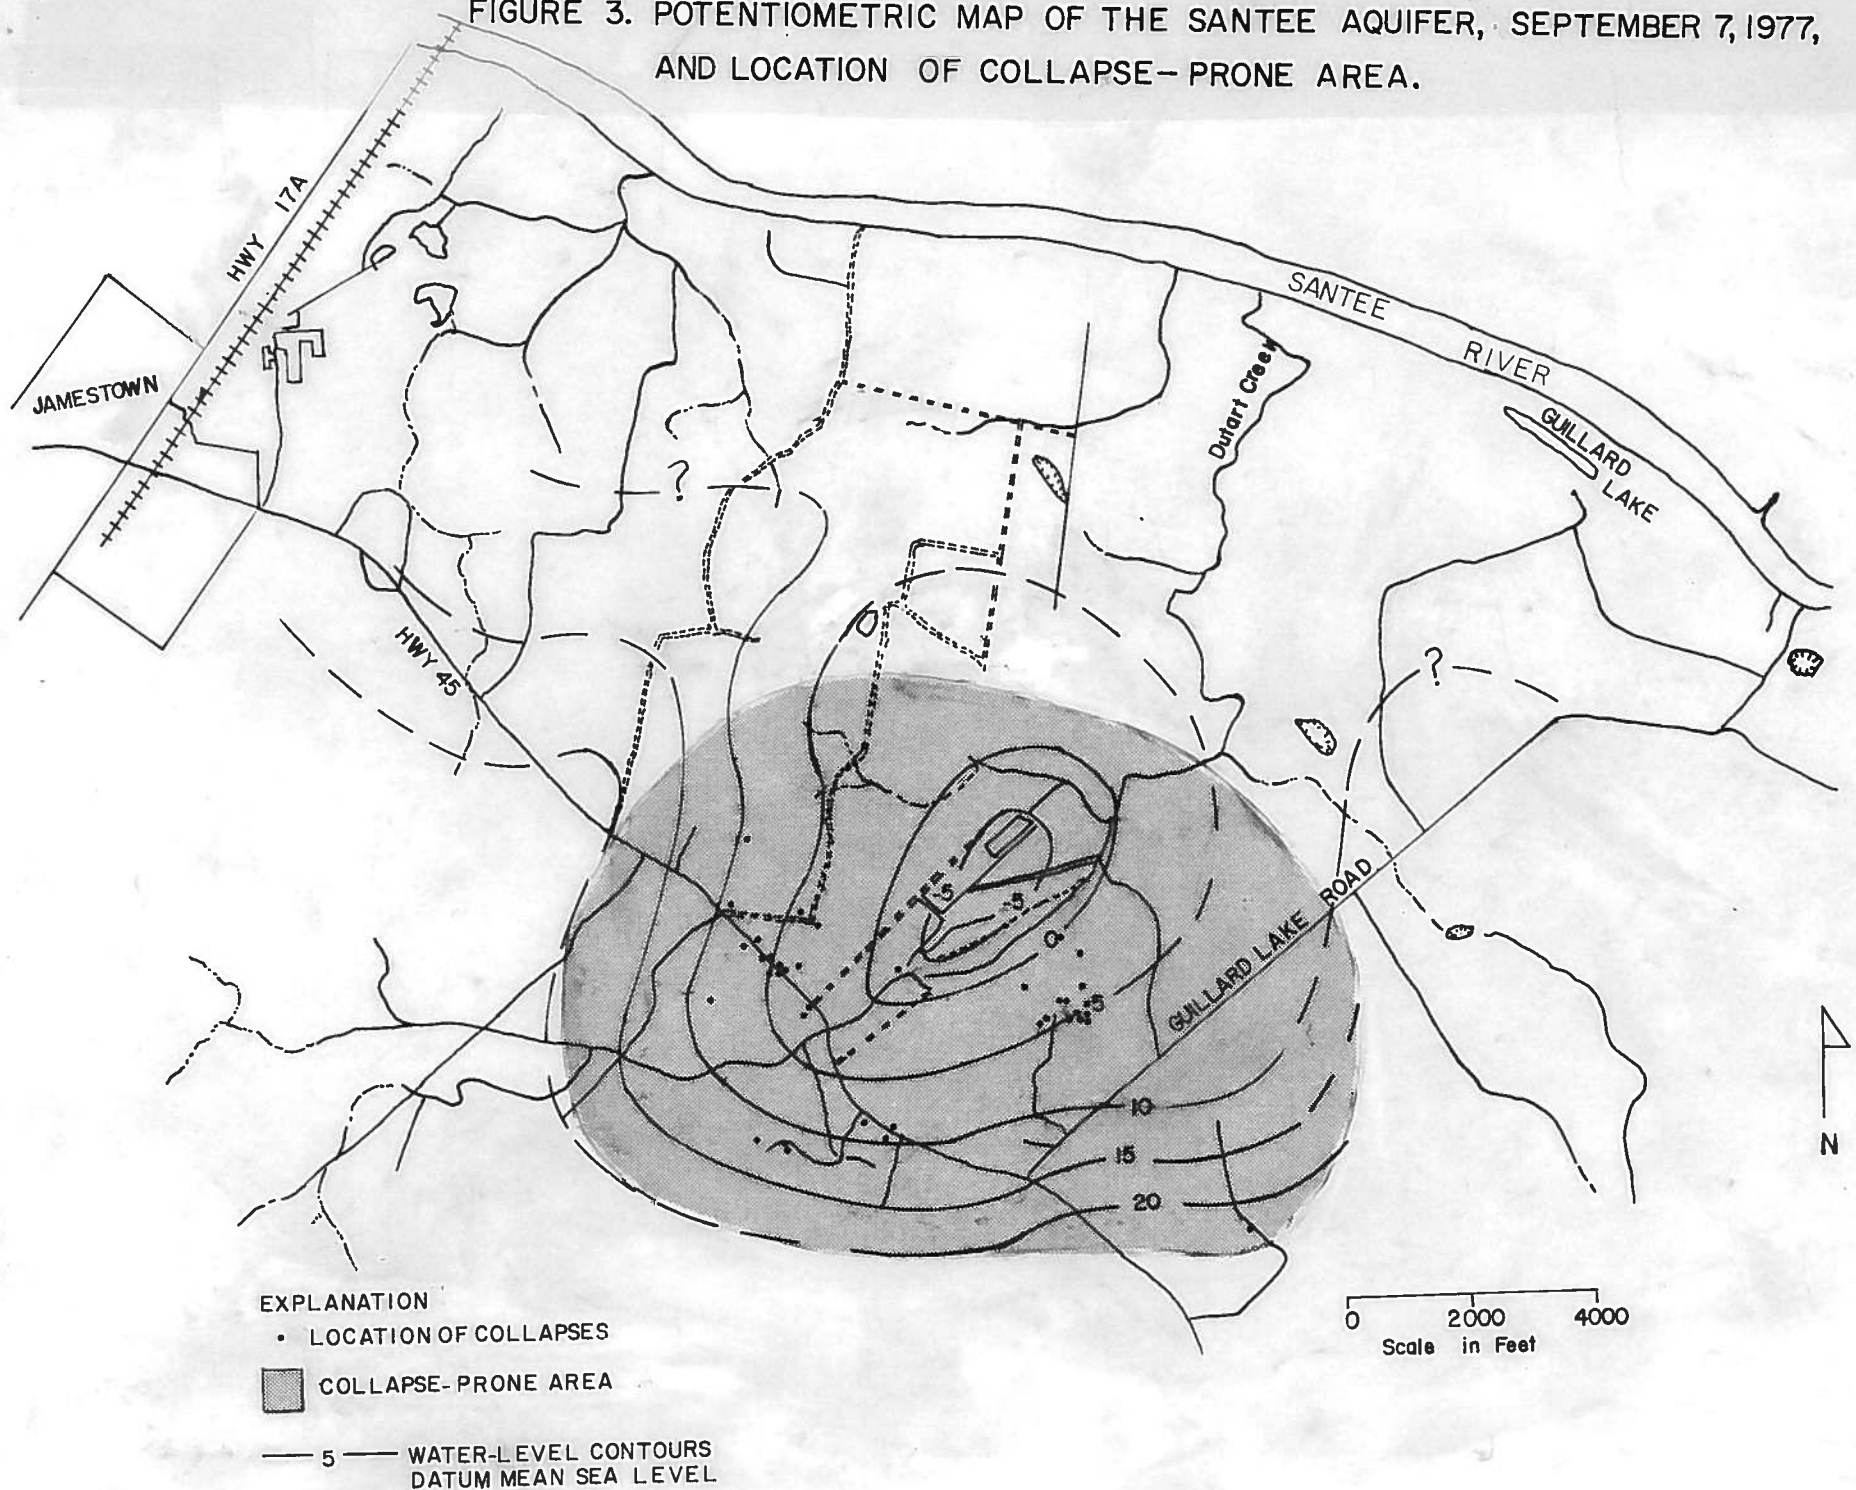 FIGURE 3. POTENTIOMETRIC MAP OF THE SANTEE AQUIFER, SEPTEMBER 7, 1977,
AND LOCATION OF COLLAPSE-PRONE AREA.
HWY 17A
JAMESTOWN
SANTEE RIVER
Dutart Creek
GUILLARD
LAKE
?
HWY 45
?
-5
0
5
GUILLARD LAKE ROAD
10
15
20
N
EXPLANATION
• LOCATION OF COLLAPSES
COLLAPSE-PRONE AREA
5 WATER-LEVEL CONTOURS
DATUM MEAN SEA LEVEL
0 2000 4000
Scale in Feet